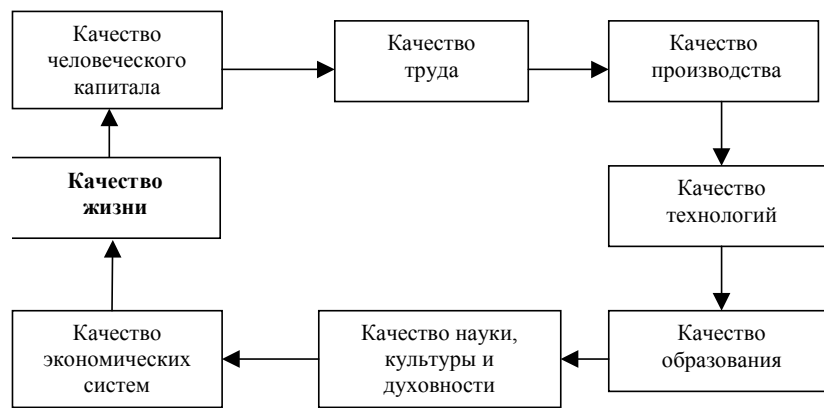 Качество
человеческого
капитала
Качество
труда
Качество
производства
Качество
жизни
Качество
технологий
Качество
экономических
систем
Качество науки,
культуры и
духовности
Качество
образования